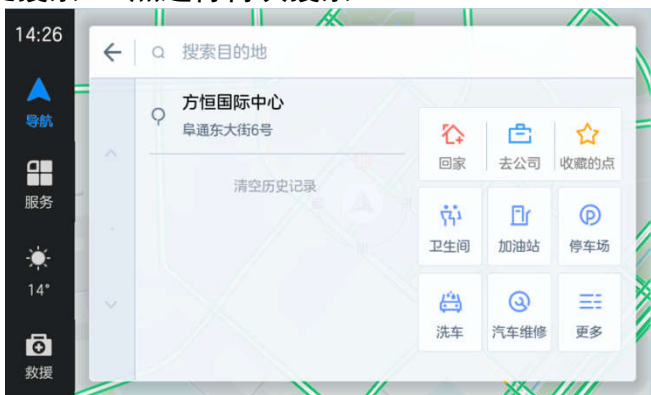 14:26
导航
服务
14°
救援
搜索目的地
方恒国际中心
阜通东大街6号
清空历史记录
回家
去公司
收藏的点
卫生间
加油站
停车场
洗车
汽车维修
更多